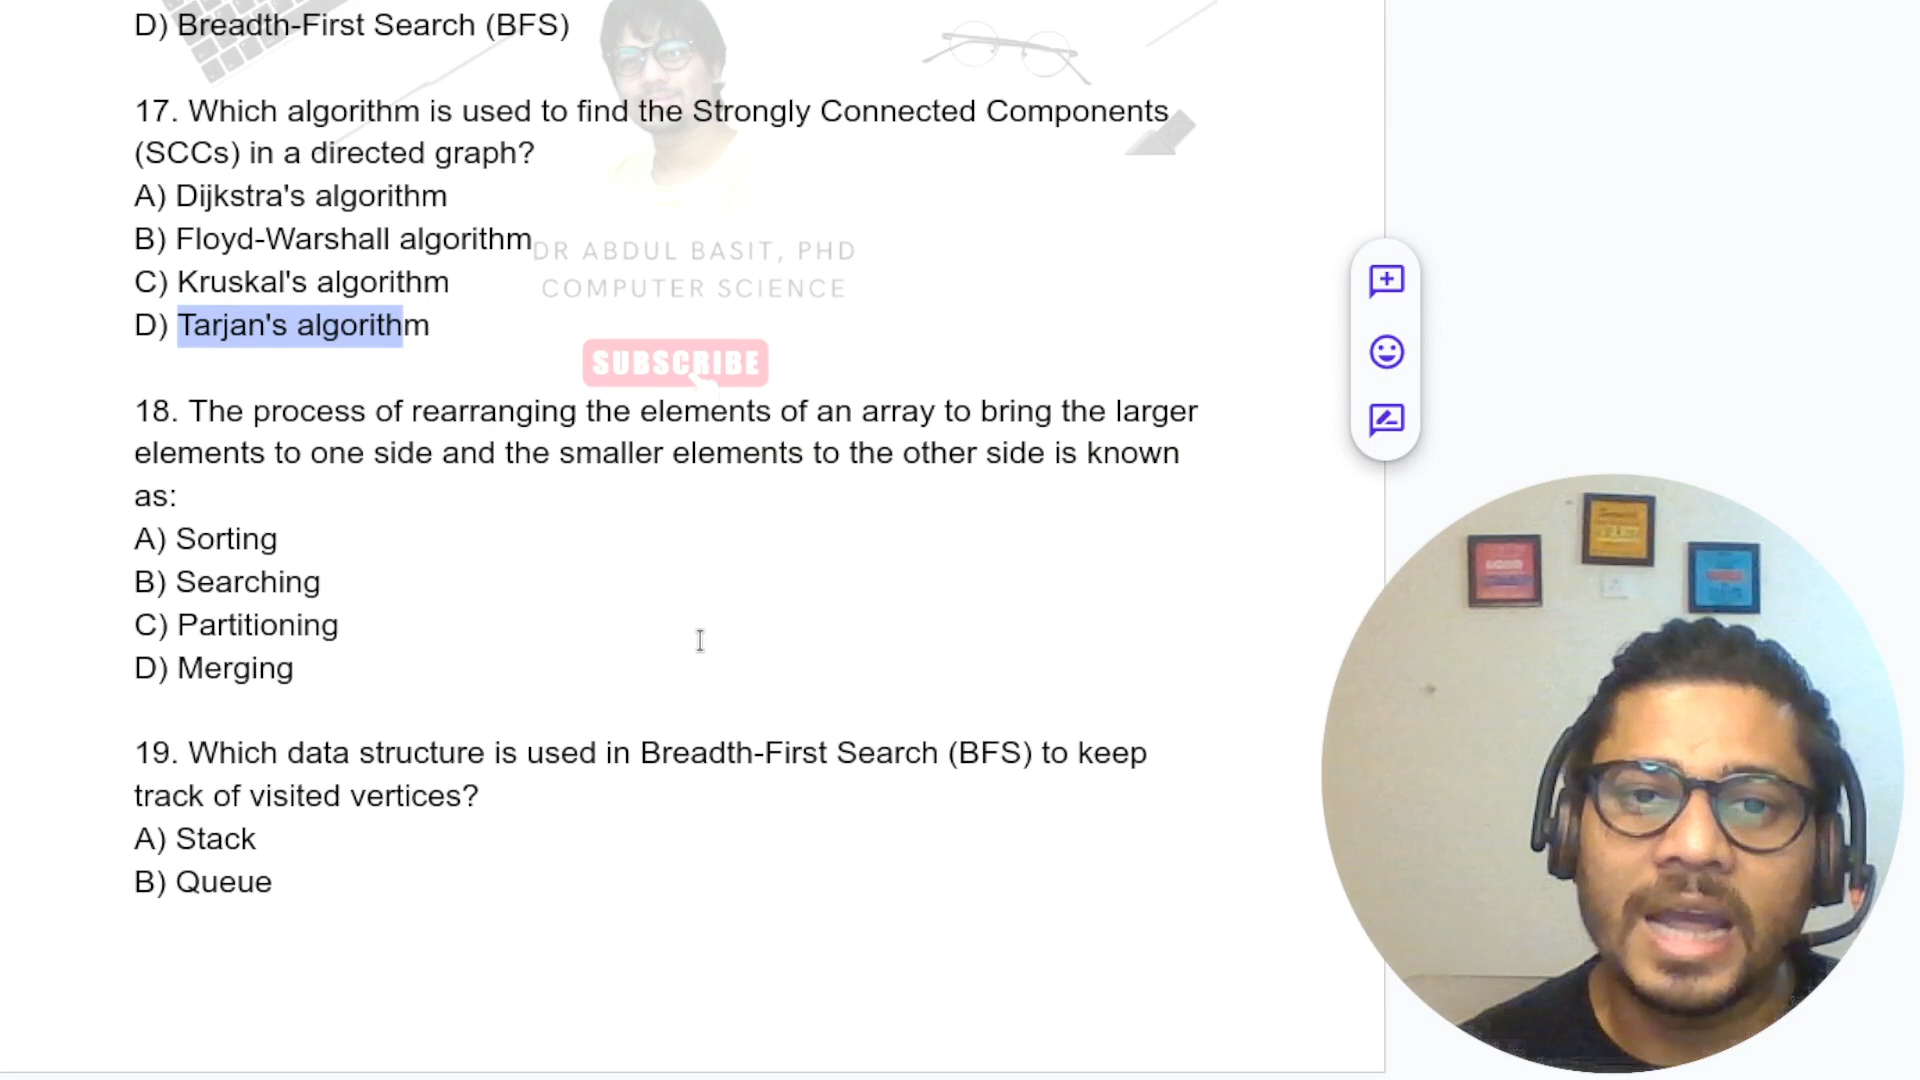 D) Breadth-First Search (BFS)
17. Which algorithm is used to find the Strongly Connected Components
(SCCs) in a directed graph?
A) Dijkstra's algorithm
B) Floyd-Warshall algorithm
DR ABDUL BASIT, PHD
COMPUTER SCIENCE
C) Kruskal's algorithm
D) Tarjan's algorithm
SUBSCRIBE
18. The process of rearranging the elements of an array to bring the larger
elements to one side and the smaller elements to the other side is known
as:
A) Sorting
B) Searching
C) Partitioning
D) Merging
19. Which data structure is used in Breadth-First Search (BFS) to keep
track of visited vertices?
A) Stack
B) Queue